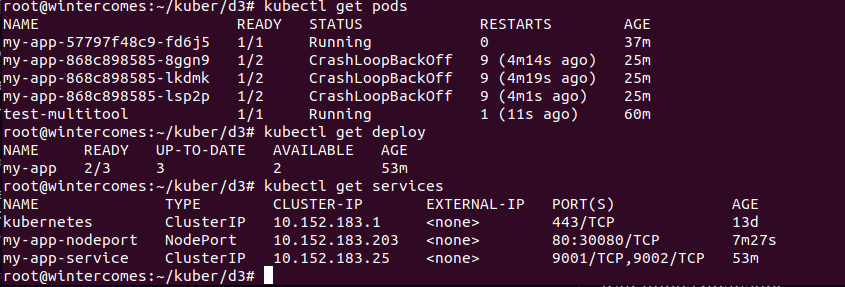 root@wintercomes:~/kuber/d3# kubectl get pods
NAME                      READY   STATUS             RESTARTS        AGE
my-app-57797f48c9-fd6j5   1/1     Running            0               37m
my-app-868c898585-8ggn9   1/2     CrashLoopBackOff   9 (4m14s ago)   25m
my-app-868c898585-lkdmk   1/2     CrashLoopBackOff   9 (4m19s ago)   25m
my-app-868c898585-lsp2p   1/2     CrashLoopBackOff   9 (4m1s ago)    25m
test-multitool            1/1     Running            1 (11s ago)     60m
root@wintercomes:~/kuber/d3# kubectl get deploy
NAME     READY   UP-TO-DATE   AVAILABLE   AGE
my-app   2/3     3            2           53m
root@wintercomes:~/kuber/d3# kubectl get services
NAME              TYPE        CLUSTER-IP       EXTERNAL-IP   PORT(S)             AGE
kubernetes        ClusterIP   10.152.183.1     <none>        443/TCP             13d
my-app-nodeport   NodePort    10.152.183.203   <none>        80:30080/TCP        7m27s
my-app-service    ClusterIP   10.152.183.25    <none>        9001/TCP,9002/TCP   53m
root@wintercomes:~/kuber/d3#